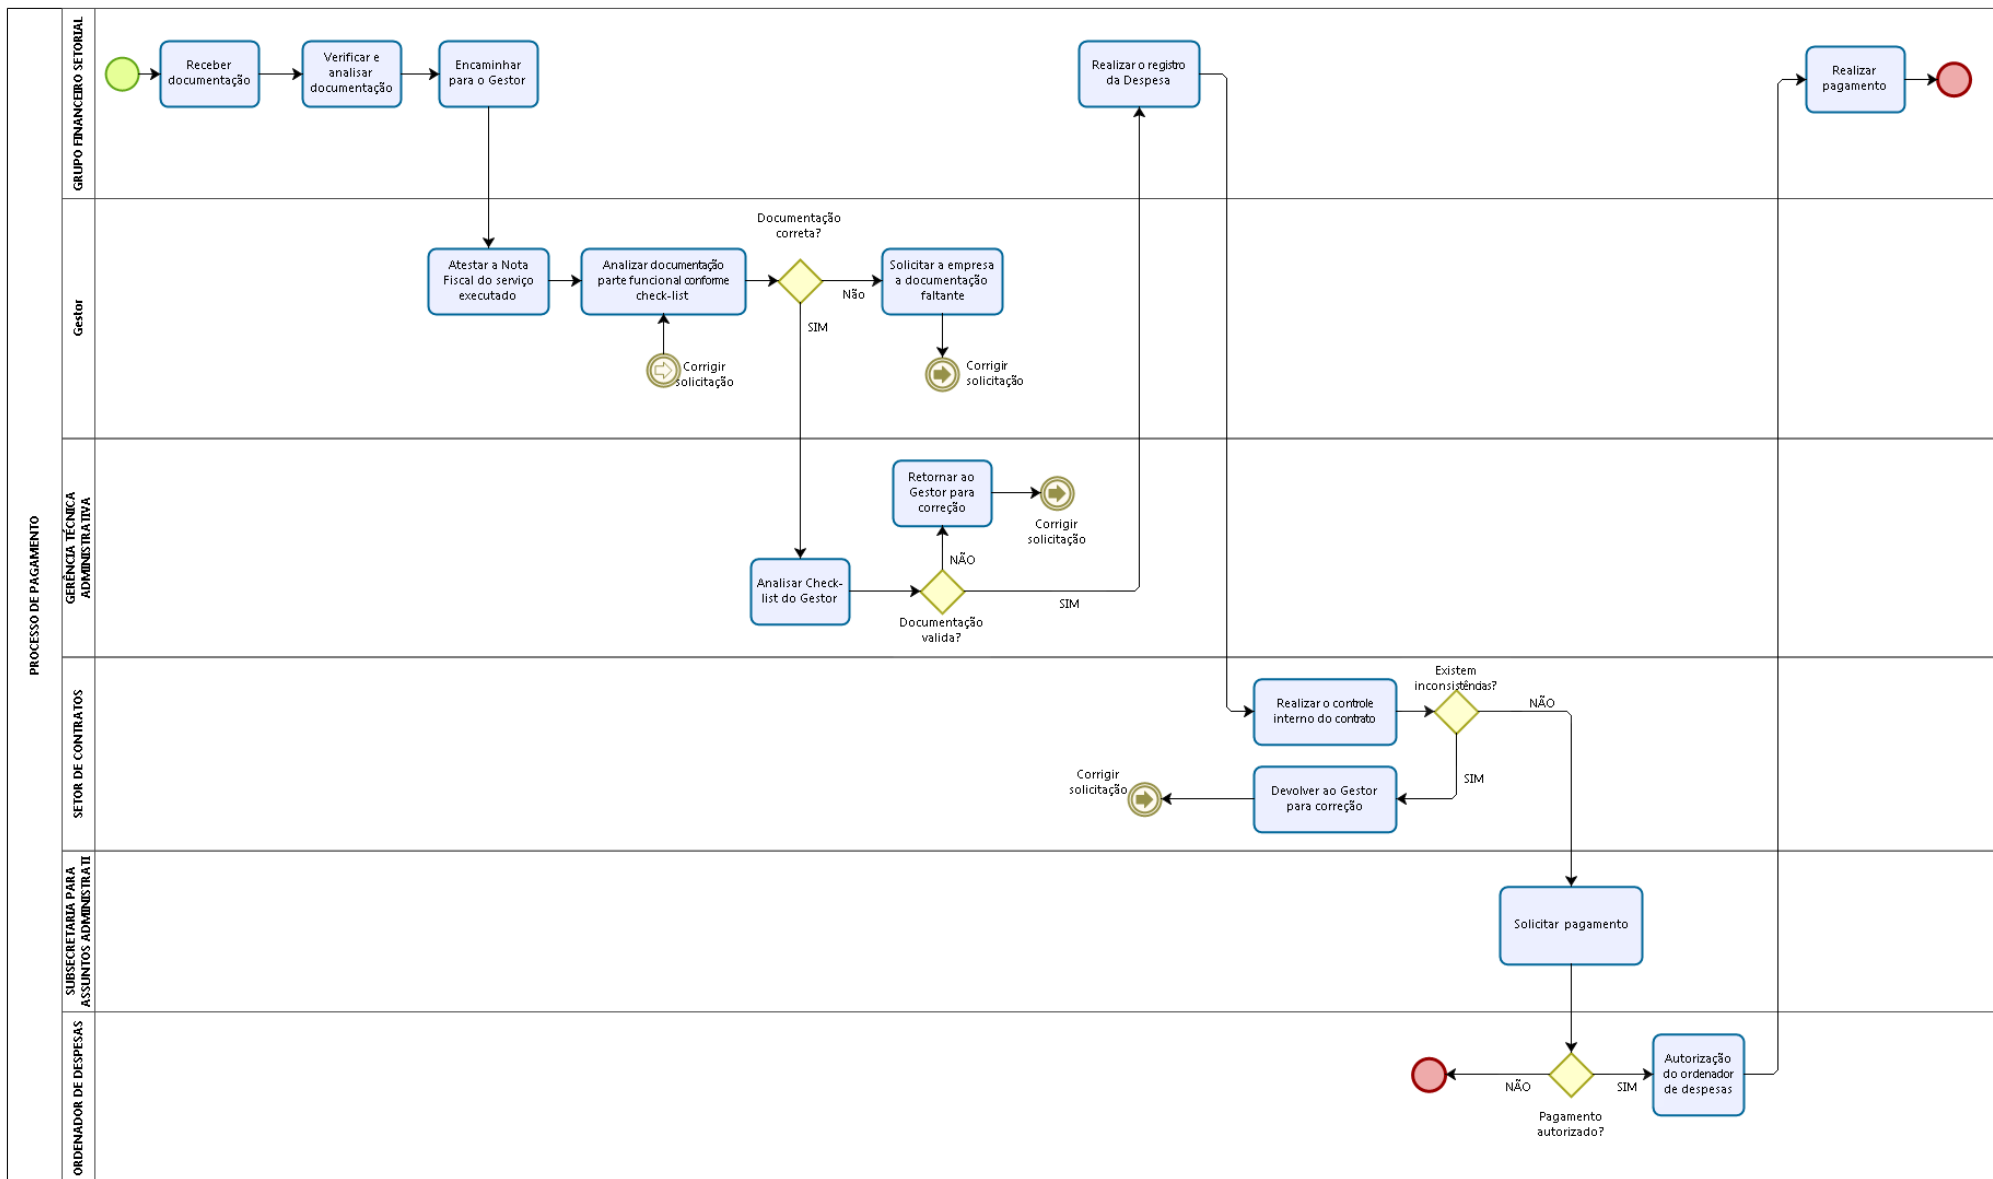 PROCESSO DE PAGAMENTO
GRUPO FINANCEIRO SETORIAL
Receber
documentação
Verificar e
analisar
documentação
Encaminhar
para o Gestor
Realizar o registro
da Despesa
Realizar
pagamento
Gestor
Atestar a Nota
Fiscal do serviço
executado
Analizar documentação
parte funcional conforme
check-list
Documentação
correta?
Não
SIM
Solicitar a empresa
a documentação
faltante
Corrigir
solicitação
Corrigir
solicitação
GERÊNCIA TÉCNICA
ADMINISTRATIVA
Retornar ao
Gestor para
correção
Corrigir
solicitação
NÃO
Analisar Check-
list do Gestor
SIM
Documentação
valida?
SETOR DE CONTRATOS
Existem
inconsistências?
Realizar o controle
interno do contrato
NÃO
SIM
Corrigir
solicitação
Devolver ao Gestor
para correção
SUBSECRETARIA PARA
ASSUNTOS ADMINISTRATI
Solicitar pagamento
ORDENADOR DE DESPESAS
NÃO
SIM
Autorização
do ordenador
de despesas
Pagamento
autorizado?